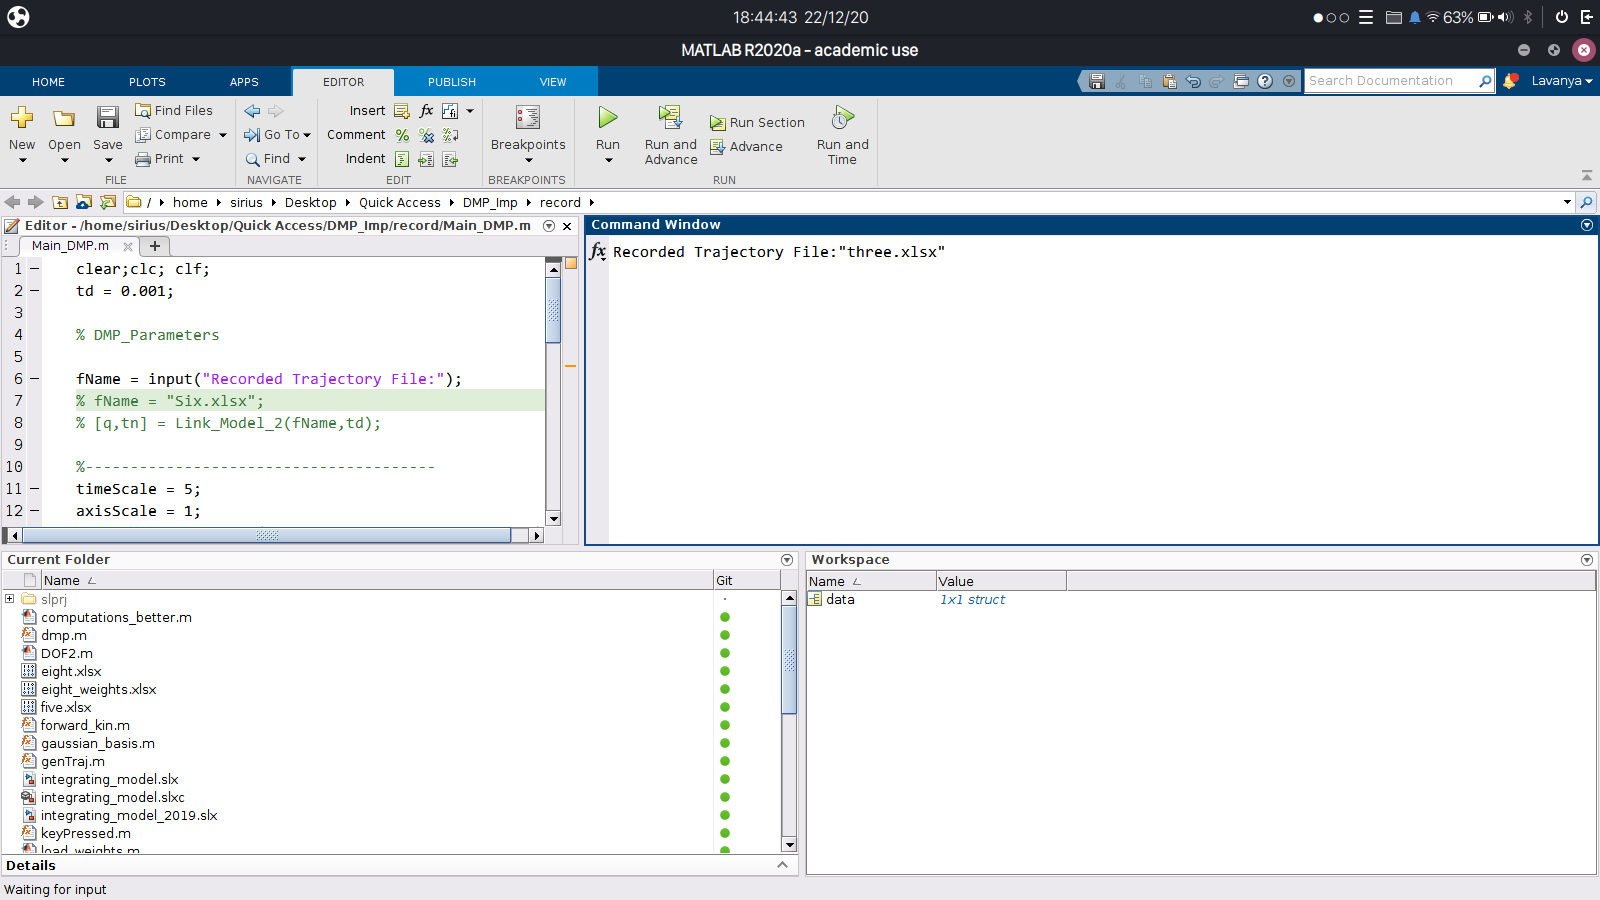 18:44:43 22/12/20
63%
MATLAB R2020a - academic use
HOME PLOTS APPS EDITOR PUBLISH VIEW
Search Documentation
Lavanya
New
Open
Save
Find Files
Compare
Print
FILE
Go To
Find
NAVIGATE
Insert
Comment
Indent
EDIT
Breakpoints
BREAKPOINTS
Run
Run and Advance
Run Section
Advance
Run and Time
RUN
/ home sirius Desktop Quick Access DMP_Imp record
Editor - /home/sirius/Desktop/Quick Access/DMP_Imp/record/Main_DMP.m
Main_DMP.m
1 clear;clc; clf;
2 td = 0.001;
3
4 % DMP_Parameters
5
6 fName = input("Recorded Trajectory File:");
7 % fName = "Six.xlsx";
8 % [q,tn] = Link_Model_2(fName,td);
9
10 %---------------------------------------
11 timeScale = 5;
12 axisScale = 1;
Command Window
fx Recorded Trajectory File:"three.xlsx"
Current Folder
Name Git
slprj
computations_better.m
dmp.m
DOF2.m
eight.xlsx
eight_weights.xlsx
five.xlsx
forward_kin.m
gaussian_basis.m
genTraj.m
integrating_model.slx
integrating_model.slxc
integrating_model_2019.slx
keyPressed.m
load_weights.m
Details
Workspace
Name Value
data 1x1 struct
Waiting for input